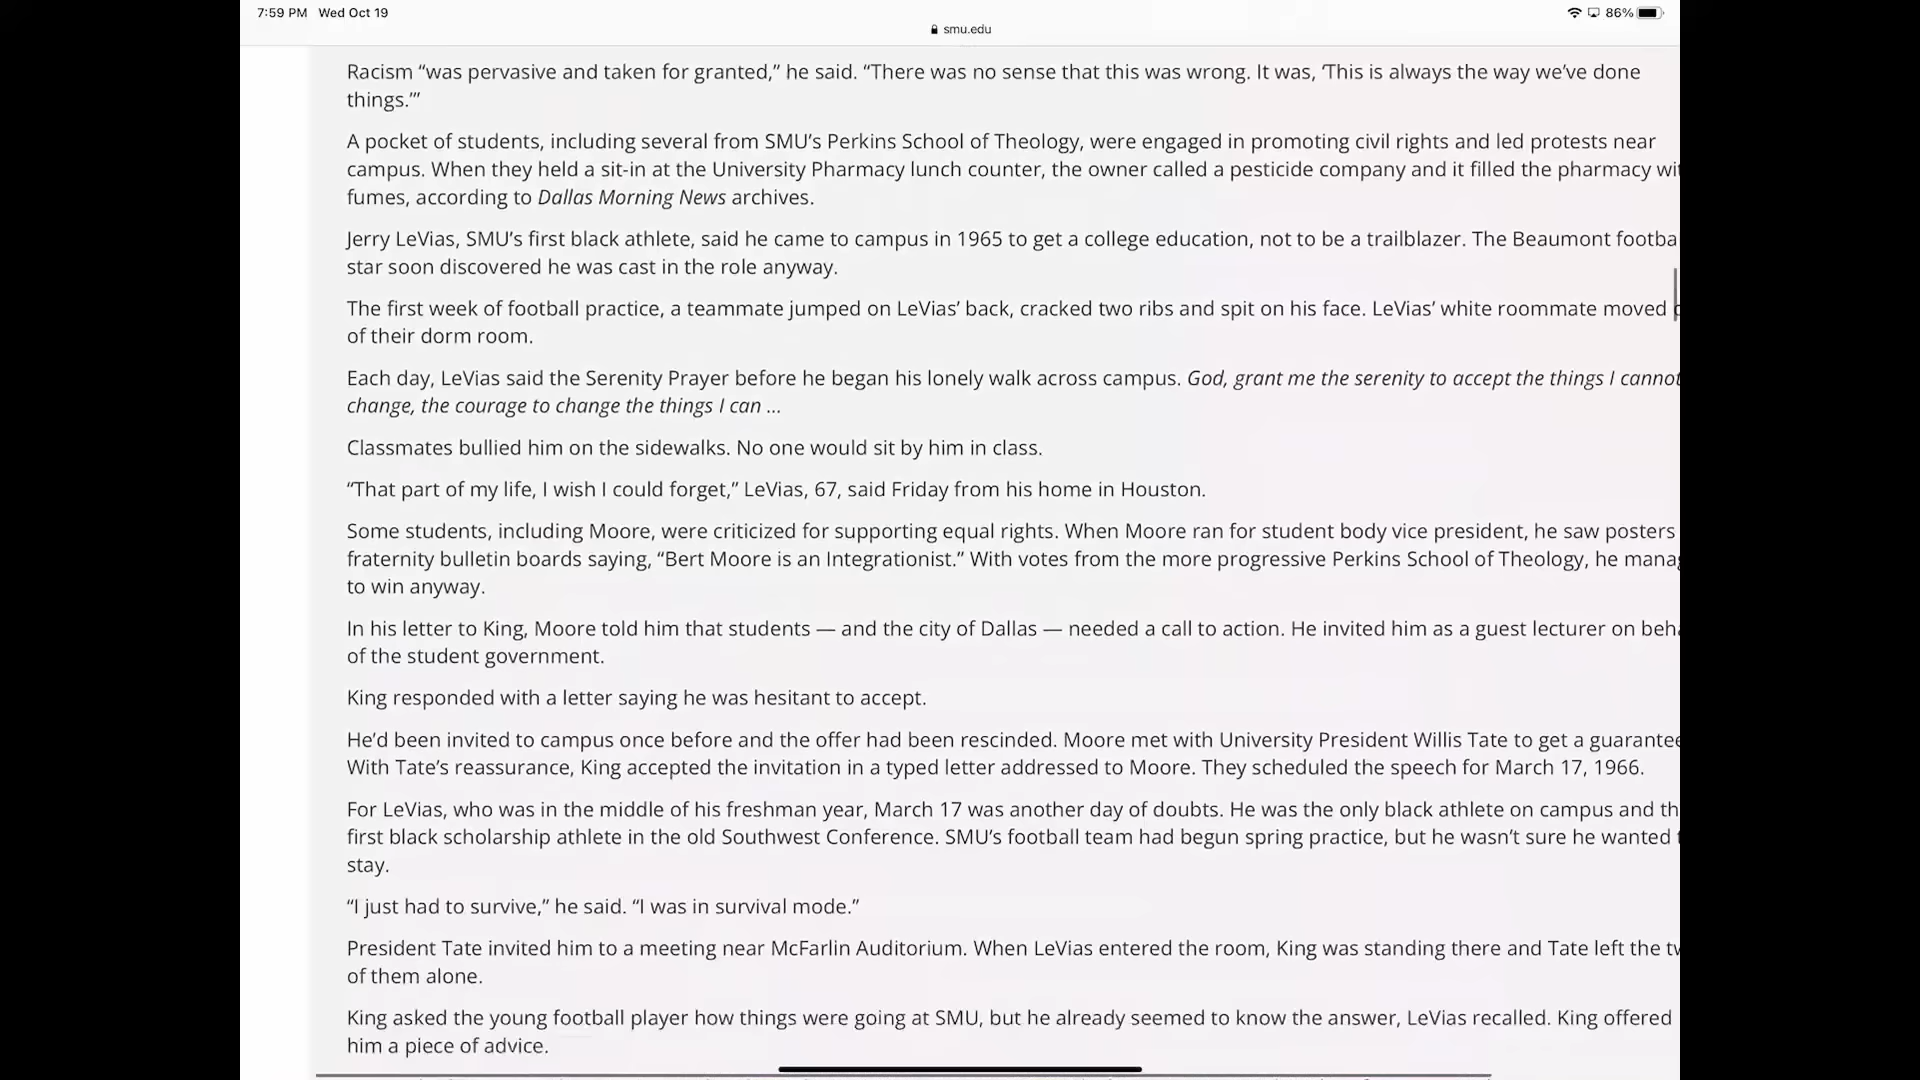 7:59 PM Wed Oct 19
86%
smu.edu
Racism “was pervasive and taken for granted,” he said. “There was no sense that this was wrong. It was, ‘This is always the way we’ve done
things.’”
A pocket of students, including several from SMU’s Perkins School of Theology, were engaged in promoting civil rights and led protests near
campus. When they held a sit-in at the University Pharmacy lunch counter, the owner called a pesticide company and it filled the pharmacy wi
fumes, according to Dallas Morning News archives.
Jerry LeVias, SMU’s first black athlete, said he came to campus in 1965 to get a college education, not to be a trailblazer. The Beaumont footba
star soon discovered he was cast in the role anyway.
The first week of football practice, a teammate jumped on LeVias’ back, cracked two ribs and spit on his face. LeVias’ white roommate moved
of their dorm room.
Each day, LeVias said the Serenity Prayer before he began his lonely walk across campus. God, grant me the serenity to accept the things I cannot
change, the courage to change the things I can ...
Classmates bullied him on the sidewalks. No one would sit by him in class.
“That part of my life, I wish I could forget,” LeVias, 67, said Friday from his home in Houston.
Some students, including Moore, were criticized for supporting equal rights. When Moore ran for student body vice president, he saw posters
fraternity bulletin boards saying, “Bert Moore is an Integrationist.” With votes from the more progressive Perkins School of Theology, he mana
to win anyway.
In his letter to King, Moore told him that students — and the city of Dallas — needed a call to action. He invited him as a guest lecturer on beh
of the student government.
King responded with a letter saying he was hesitant to accept.
He’d been invited to campus once before and the offer had been rescinded. Moore met with University President Willis Tate to get a guarantee
With Tate’s reassurance, King accepted the invitation in a typed letter addressed to Moore. They scheduled the speech for March 17, 1966.
For LeVias, who was in the middle of his freshman year, March 17 was another day of doubts. He was the only black athlete on campus and th
first black scholarship athlete in the old Southwest Conference. SMU’s football team had begun spring practice, but he wasn’t sure he wanted
stay.
“I just had to survive,” he said. “I was in survival mode.”
President Tate invited him to a meeting near McFarlin Auditorium. When LeVias entered the room, King was standing there and Tate left the
of them alone.
King asked the young football player how things were going at SMU, but he already seemed to know the answer, LeVias recalled. King offered
him a piece of advice.